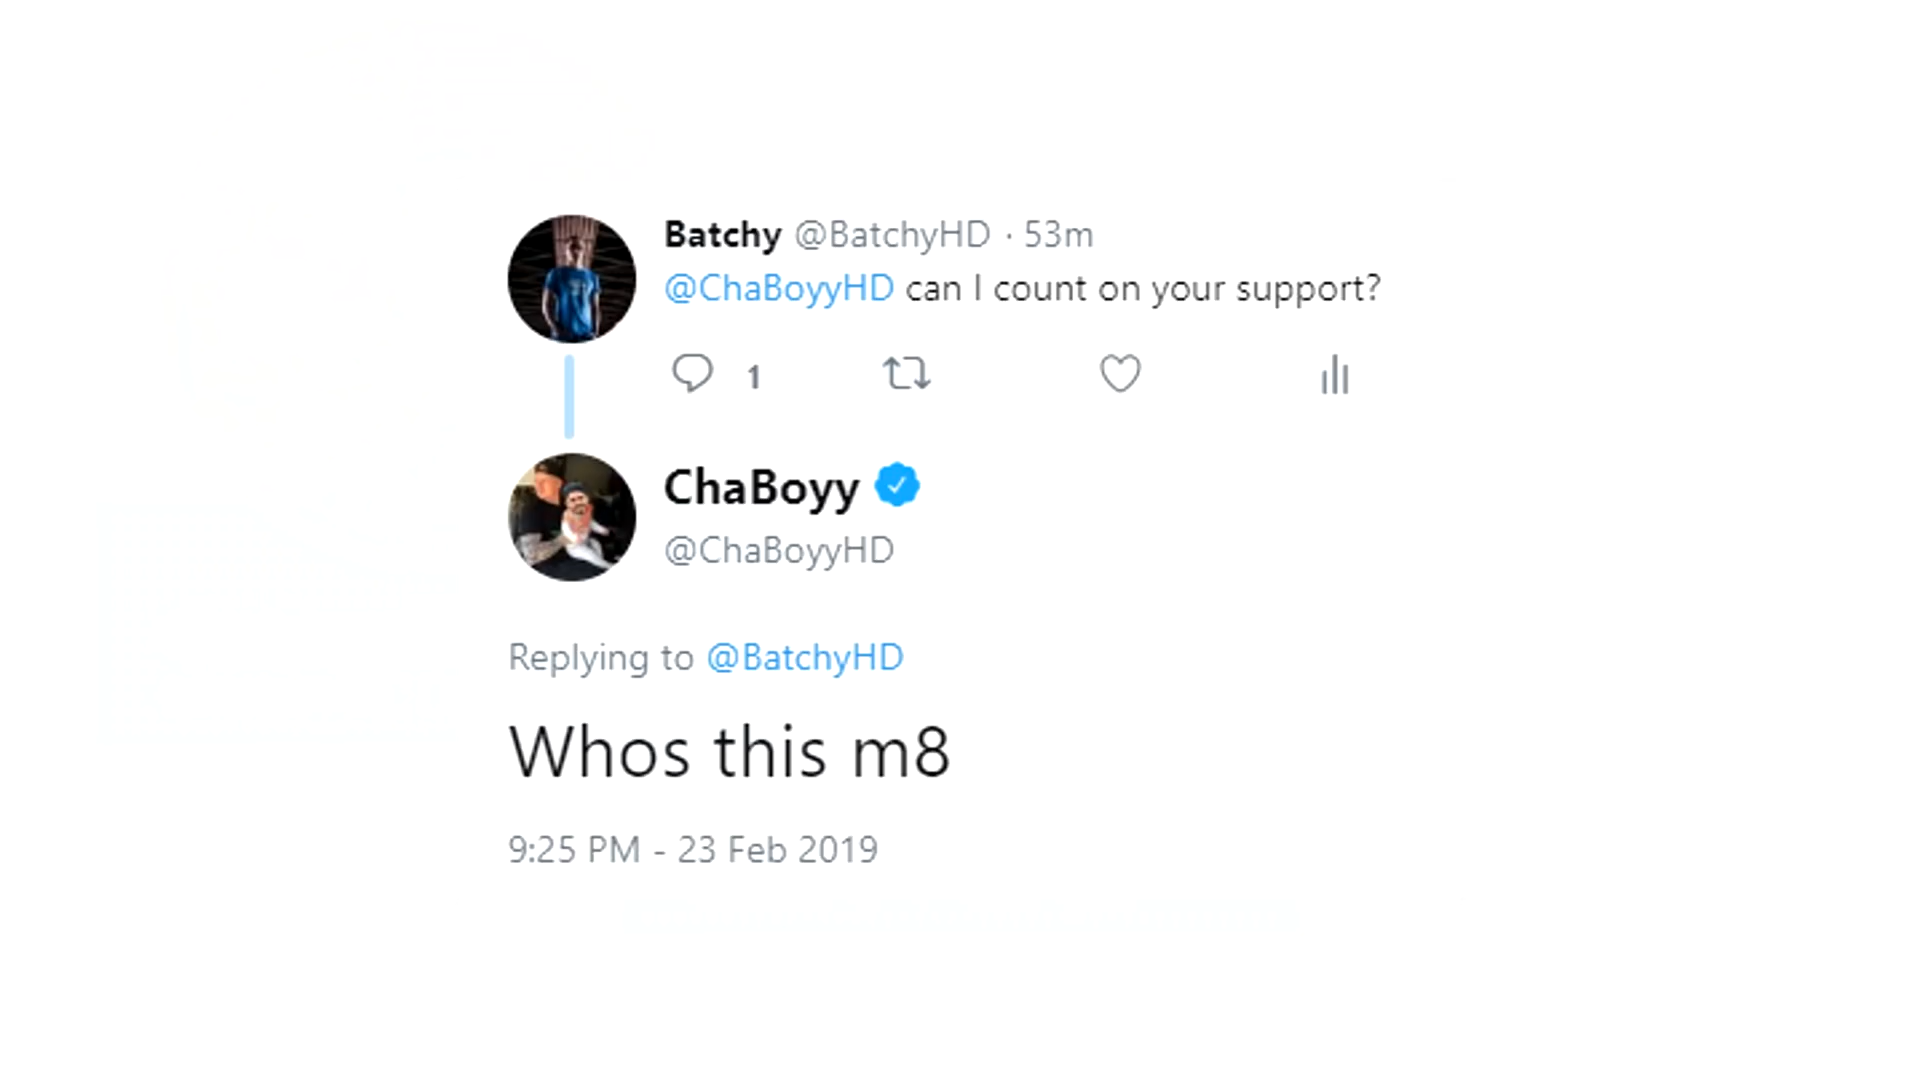 Batchy @BatchyHD · 53m
@ChaBoyyHD can I count on your support?
1
ChaBoyy
@ChaBoyyHD
Replying to @BatchyHD
Whos this m8
9:25 PM - 23 Feb 2019